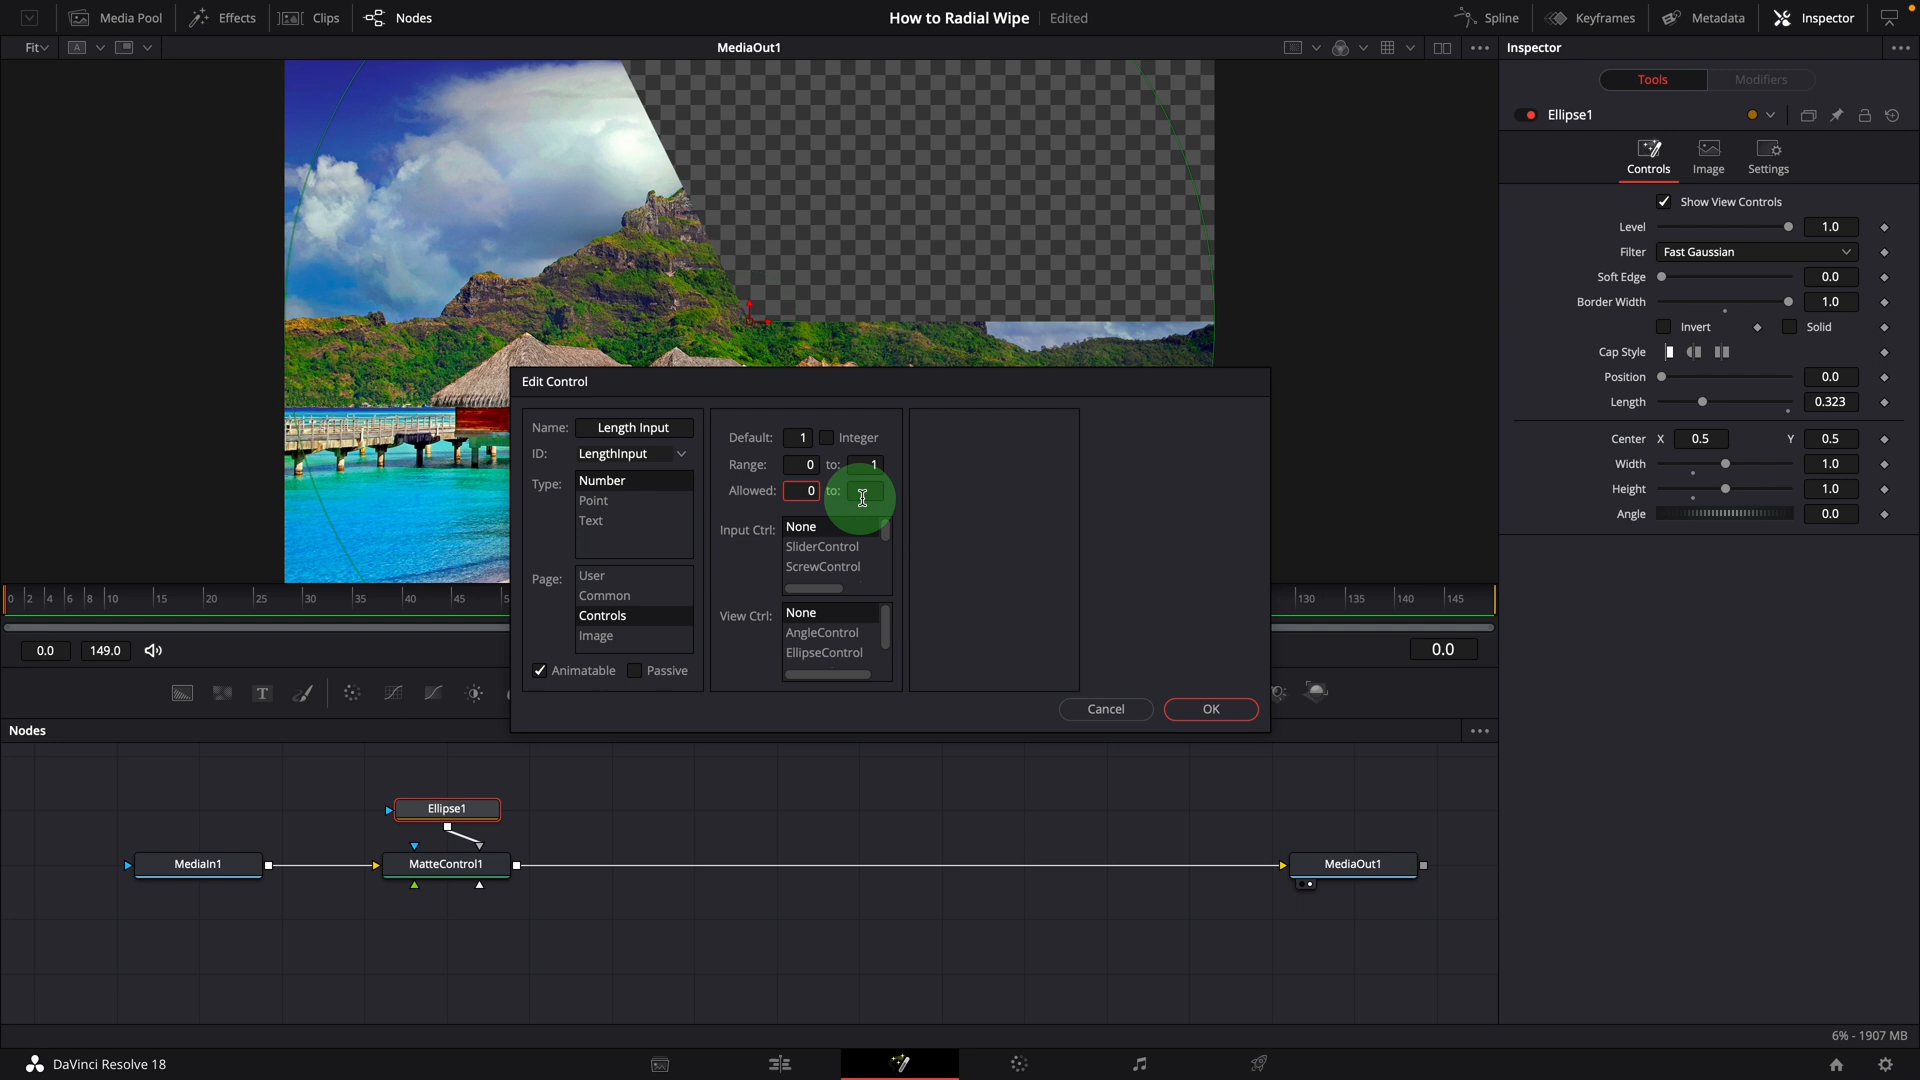 Media Pool
Effects
Clips
Nodes
How to Radial Wipe
Edited
Spline
Keyframes
Metadata
Inspector
Fit
A
MediaOut1
Inspector
Tools
Modifiers
Ellipse1
Controls
Image
Settings
Show View Controls
Level 1.0
Filter Fast Gaussian
Soft Edge 0.0
Border Width 1.0
Invert Solid
Cap Style
Position 0.0
Length 0.323
Center X 0.5 Y 0.5
Width 1.0
Height 1.0
Angle 0.0
Edit Control
Name: Length Input
ID: LengthInput
Type: Number
Point
Text
Page: User
Common
Controls
Image
Animatable Passive
Default: 1 Integer
Range: 0 to: 1
Allowed: 0 to:
Input Ctrl: None
SliderControl
ScrewControl
View Ctrl: None
AngleControl
EllipseControl
Cancel OK
0 2 4 6 8 10 15 20 25 30 35 40 45 5 130 135 140 145
0.0 149.0 0.0
T
Nodes
Ellipse1
MediaIn1
MatteControl1
MediaOut1
6% - 1907 MB
DaVinci Resolve 18